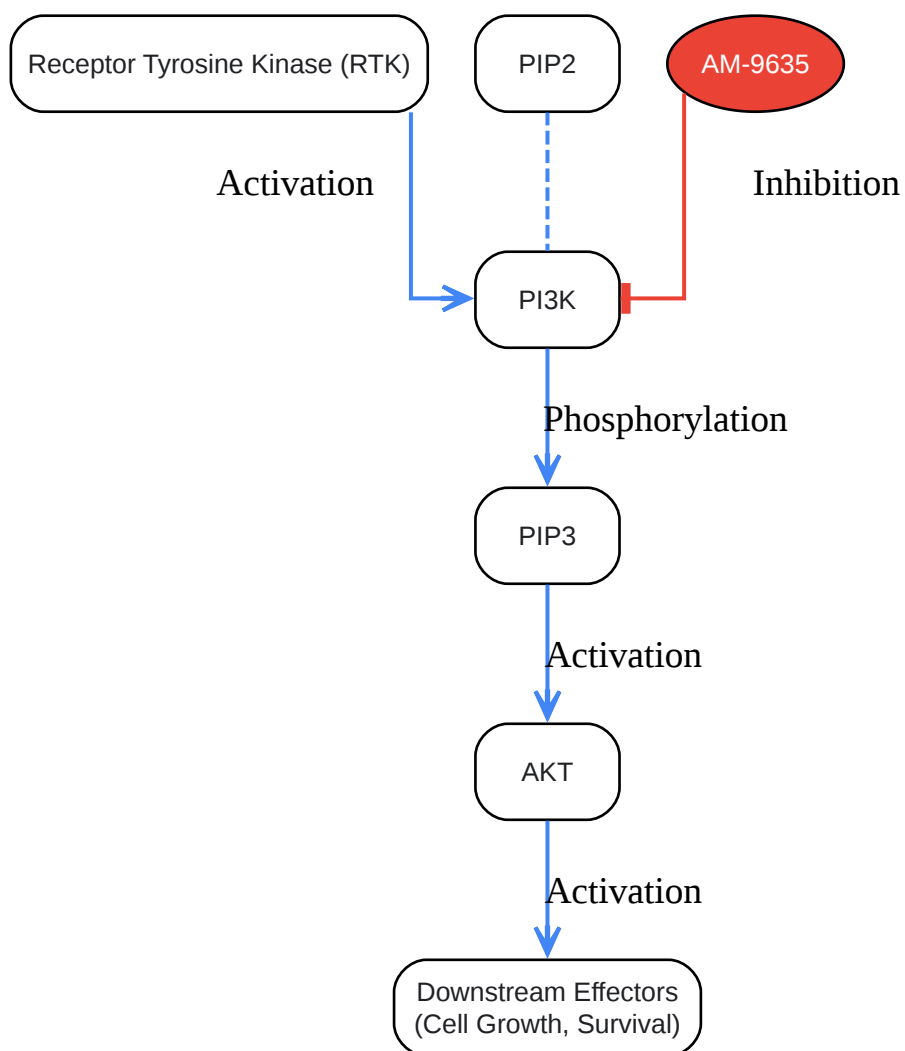 Receptor Tyrosine Kinase (RTK)
PIP2
AM-9635
Activation
Inhibition
PI3K
Phosphorylation
PIP3
Activation
AKT
Activation
Downstream Effectors
(Cell Growth, Survival)